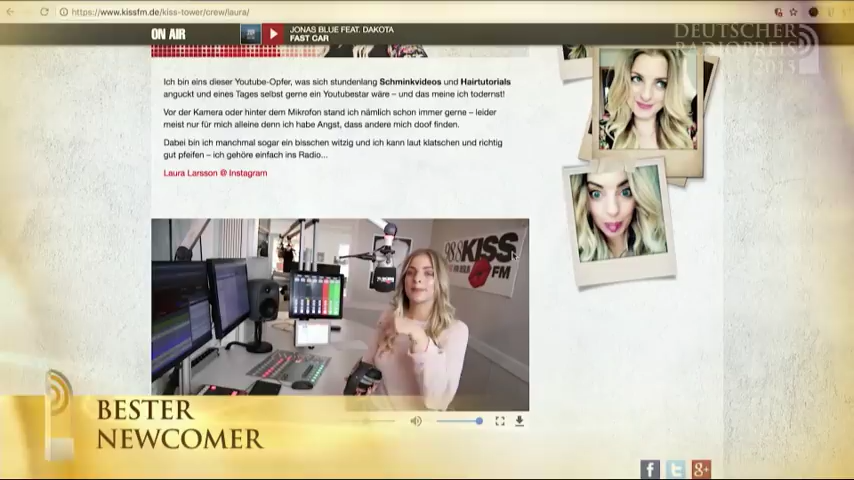 https://www.kissfm.de/kiss-tower/crew/laura/
ON AIR
JONAS BLUE FEAT. DAKOTA
FAST CAR
DEUTSCHER
RADIOPREIS
Ich bin eins dieser Youtube-Opfer, was sich stundenlang Schminkvideos und Hairtutorials
anguckt und eines Tages selbst gerne ein Youtubestar wäre – und das meine ich todernst!
Vor der Kamera oder hinter dem Mikrofon stand ich nämlich schon immer gerne – leider
meist nur für mich alleine denn ich habe Angst, dass andere mich doof finden.
Dabei bin ich manchmal sogar ein bisschen witzig und ich kann laut klatschen und richtig
gut pfeifen – ich gehöre einfach ins Radio...
Laura Larsson @ Instagram
98.8 KISS
FM
BESTER
NEWCOMER
f
t
g+